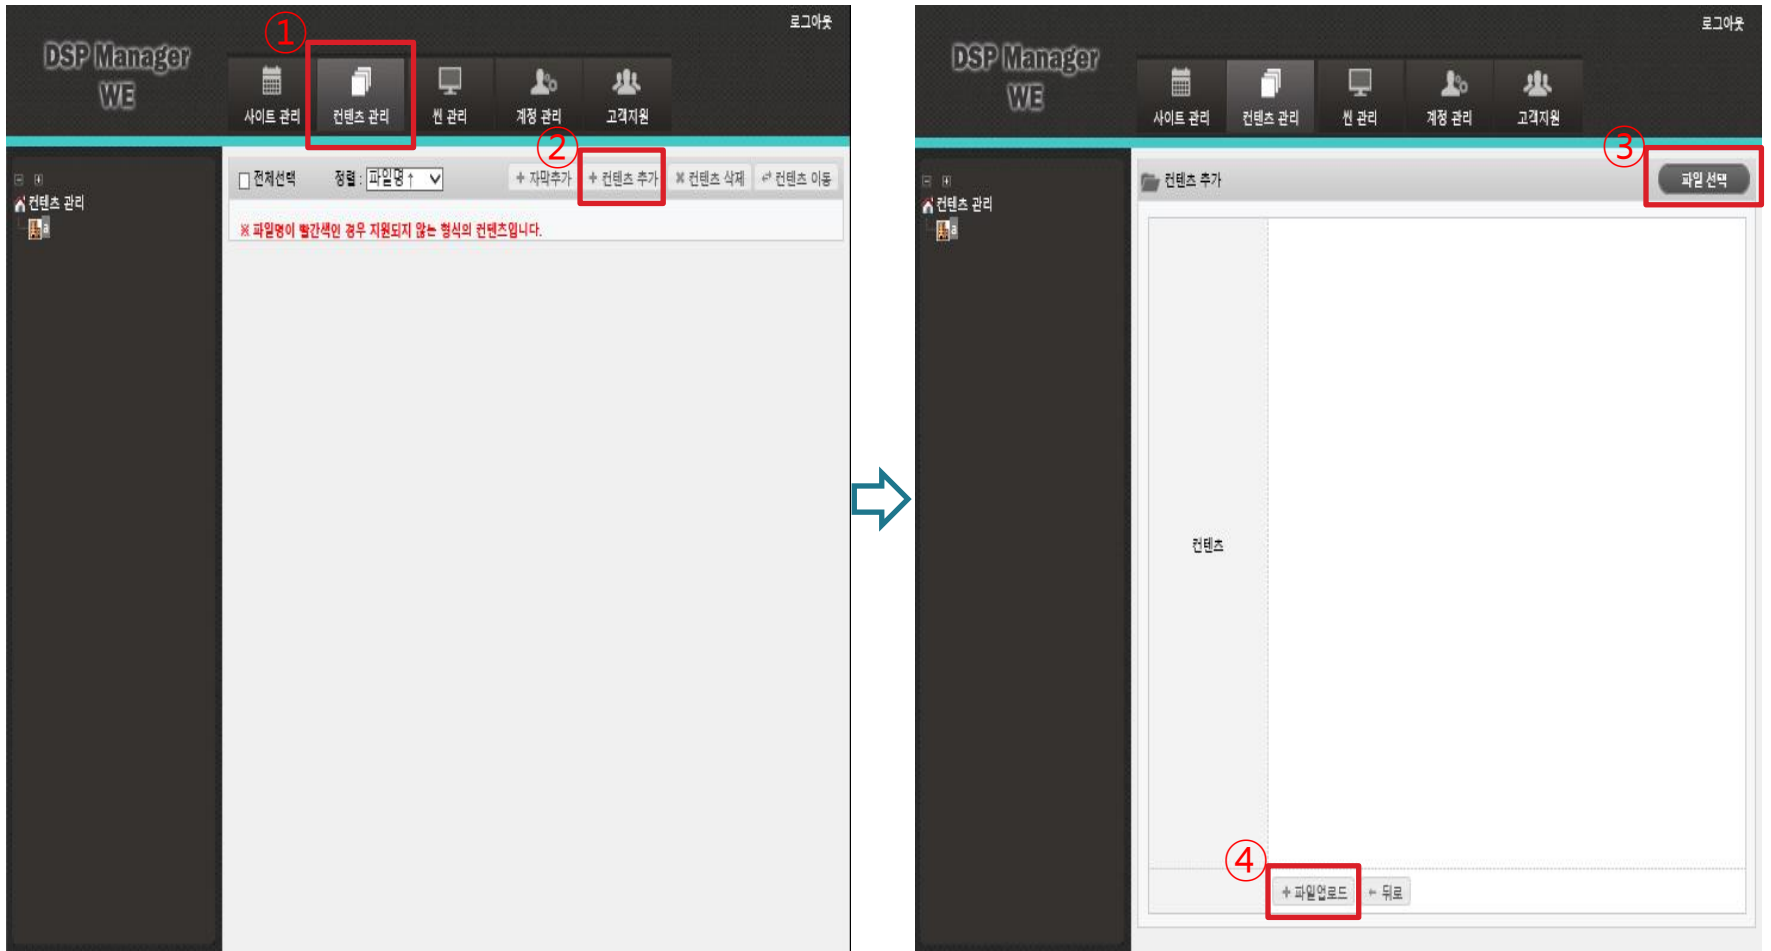 로그아웃
①
DSP Manager
WE
사이트 관리 컨텐츠 관리 씬 관리 계정 관리 고객지원
②
전체선택 정렬 : 파일명↑ + 자막추가 + 컨텐츠 추가 × 컨텐츠 삭제 컨텐츠 이동
컨텐츠 관리
a
※ 파일명이 빨간색인 경우 지원되지 않는 형식의 컨텐츠입니다.
로그아웃
DSP Manager
WE
사이트 관리 컨텐츠 관리 씬 관리 계정 관리 고객지원
③
컨텐츠 추가 파일 선택
컨텐츠 관리
a
컨텐츠
④
+ 파일업로드 ← 뒤로